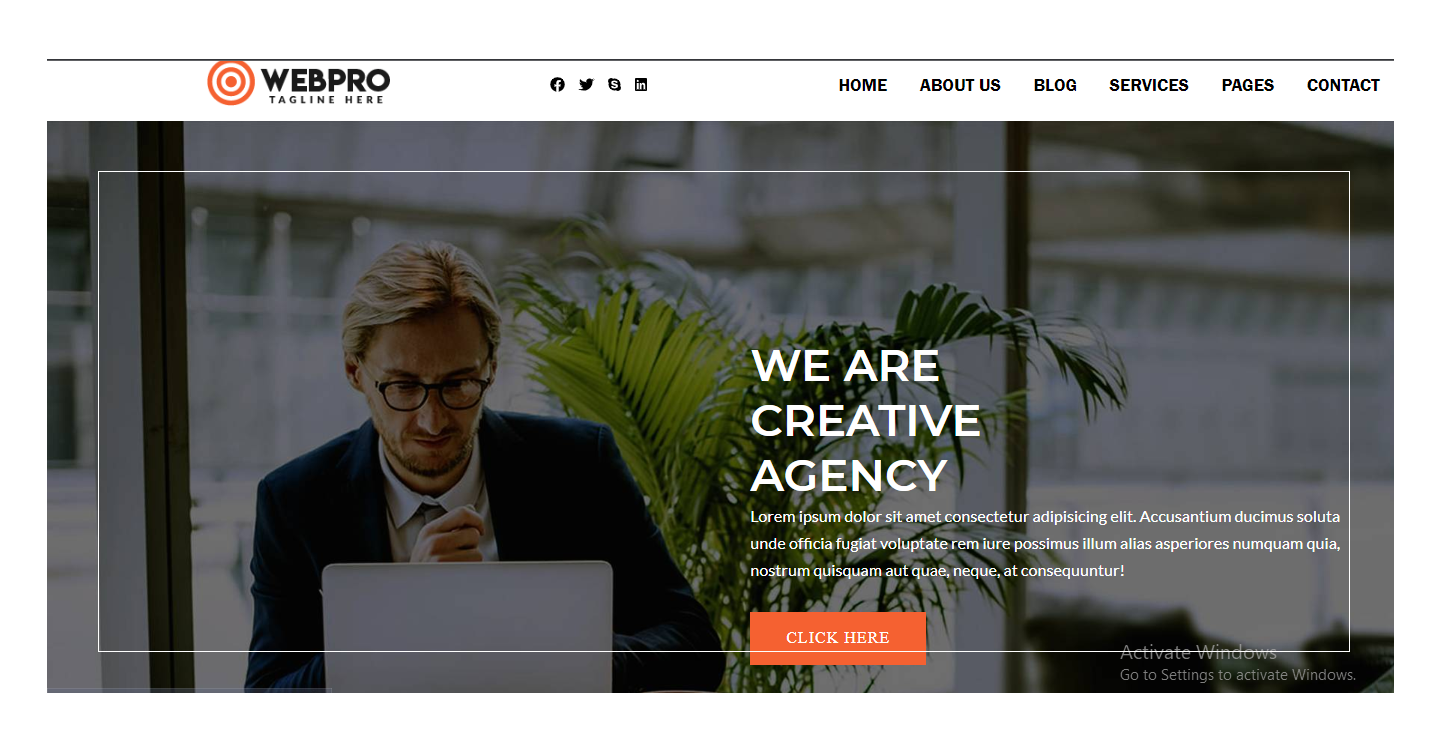 WEBPRO
TAGLINE HERE
HOME ABOUT US BLOG SERVICES PAGES CONTACT
WE ARE
CREATIVE
AGENCY
Lorem ipsum dolor sit amet consectetur adipisicing elit. Accusantium ducimus soluta
unde officia fugiat voluptate rem iure possimus illum alias asperiores numquam quia,
nostrum quisquam aut quae, neque, at consequuntur!
CLICK HERE
Activate Windows
Go to Settings to activate Windows.